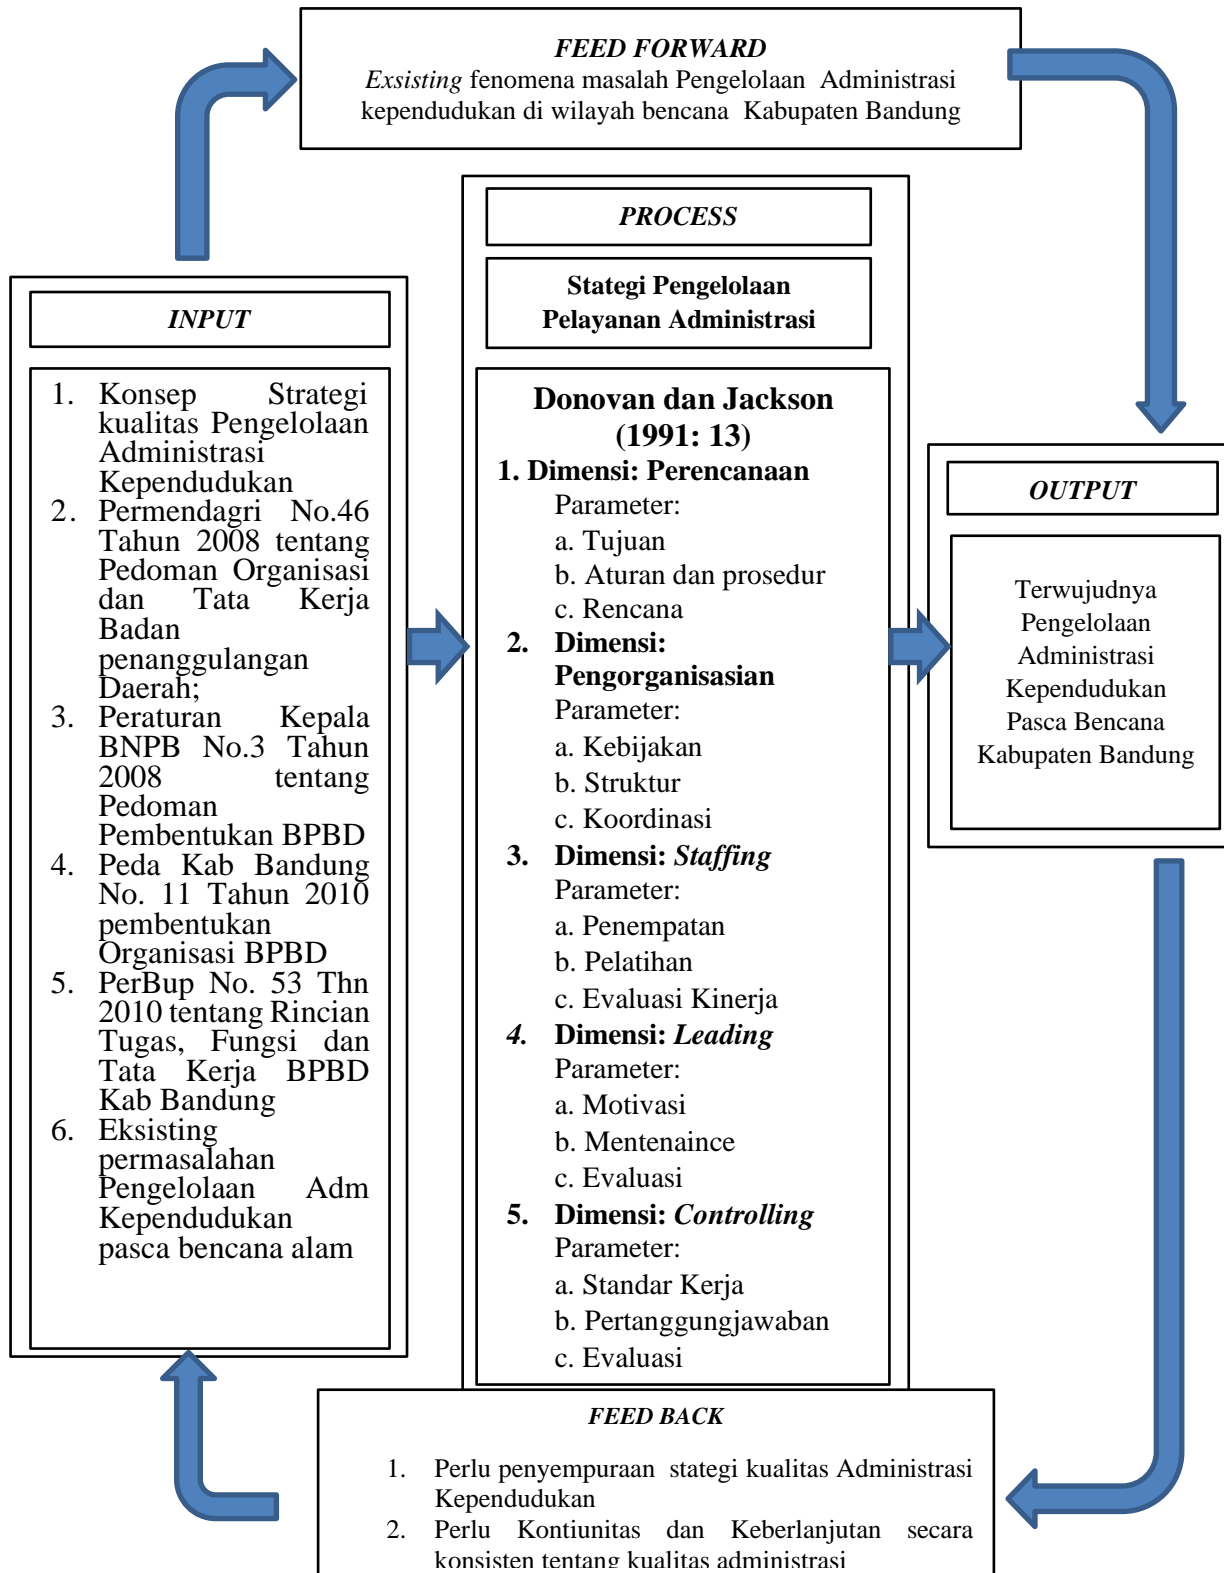 FEED FORWARD
Exsisting fenomena masalah Pengelolaan Administrasi
kependudukan di wilayah bencana Kabupaten Bandung
INPUT
1. Konsep Strategi
kualitas Pengelolaan
Administrasi
Kependudukan
2. Permendagri No.46
Tahun 2008 tentang
Pedoman Organisasi
dan Tata Kerja
Badan
penanggulangan
Daerah;
3. Peraturan Kepala
BNPB No.3 Tahun
2008 tentang
Pedoman
Pembentukan BPBD
4. Peda Kab Bandung
No. 11 Tahun 2010
pembentukan
Organisasi BPBD
5. PerBup No. 53 Thn
2010 tentang Rincian
Tugas, Fungsi dan
Tata Kerja BPBD
Kab Bandung
6. Eksisting
permasalahan
Pengelolaan Adm
Kependudukan
pasca bencana alam
PROCESS
Stategi Pengelolaan
Pelayanan Administrasi
Donovan dan Jackson
(1991: 13)
1. Dimensi: Perencanaan
Parameter:
a. Tujuan
b. Aturan dan prosedur
c. Rencana
2. Dimensi:
Pengorganisasian
Parameter:
a. Kebijakan
b. Struktur
c. Koordinasi
3. Dimensi: Staffing
Parameter:
a. Penempatan
b. Pelatihan
c. Evaluasi Kinerja
4. Dimensi: Leading
Parameter:
a. Motivasi
b. Mentenaince
c. Evaluasi
5. Dimensi: Controlling
Parameter:
a. Standar Kerja
b. Pertanggungjawaban
c. Evaluasi
OUTPUT
Terwujudnya
Pengelolaan
Administrasi
Kependudukan
Pasca Bencana
Kabupaten Bandung
FEED BACK
1. Perlu penyempuraan stategi kualitas Administrasi
Kependudukan
2. Perlu Kontiunitas dan Keberlanjutan secara
konsisten tentang kualitas administrasi